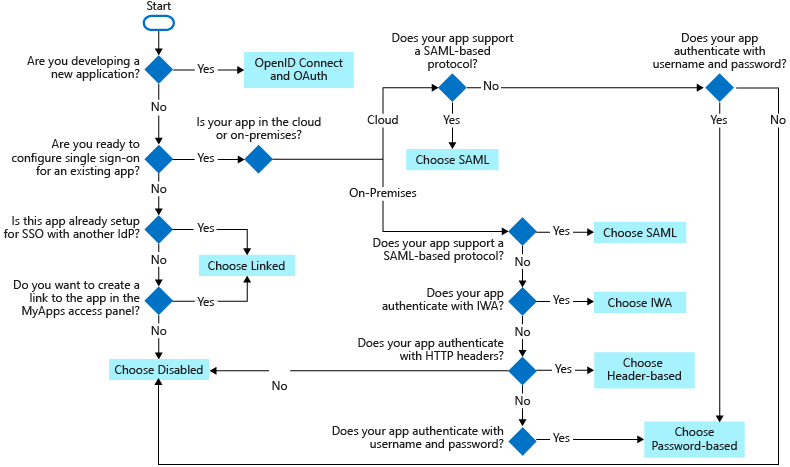 Start
Are you developing a
new application?
Yes
OpenID Connect
and OAuth
No
Are you ready to
configure single sign-on
for an existing app?
Yes
Is your app in the cloud
or on-premises?
No
Is this app already setup
for SSO with another IdP?
Yes
Choose Linked
No
Do you want to create a
link to the app in the
MyApps access panel?
Yes
No
Choose Disabled
Cloud
Does your app support
a SAML-based
protocol?
Yes
Choose SAML
No
Does your app
authenticate with
username and password?
Yes
No
On-Premises
Does your app support a
SAML-based protocol?
Yes
Choose SAML
No
Does your app
authenticate with IWA?
Yes
Choose IWA
No
Does your app authenticate
with HTTP headers?
Yes
Choose
Header-based
No
No
Does your app authenticate with
username and password?
Yes
Choose
Password-based